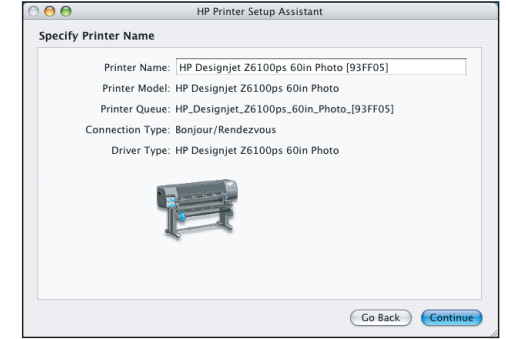 HP Printer Setup Assistant
Specify Printer Name
Printer Name: HP Designjet Z6100ps 60in Photo [93FF05]
Printer Model: HP Designjet Z6100ps 60in Photo
Printer Queue: HP_Designjet_Z6100ps_60in_Photo_[93FF05]
Connection Type: Bonjour/Rendezvous
Driver Type: HP Designjet Z6100ps 60in Photo
Go Back Continue